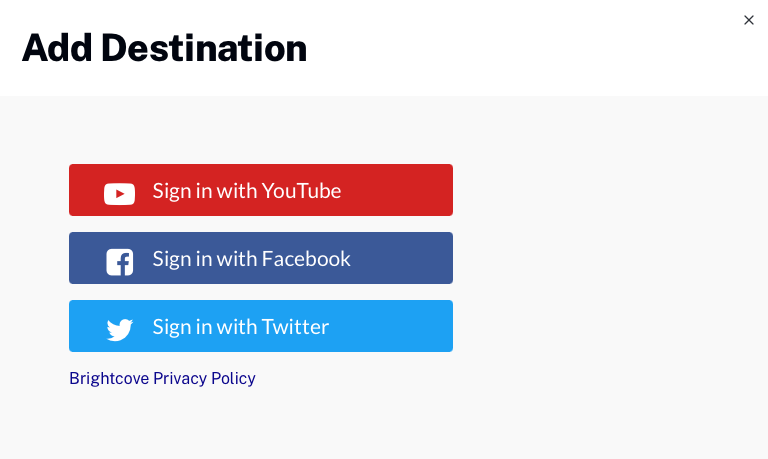 Add Destination
Sign in with YouTube
Sign in with Facebook
Sign in with Twitter
Brightcove Privacy Policy